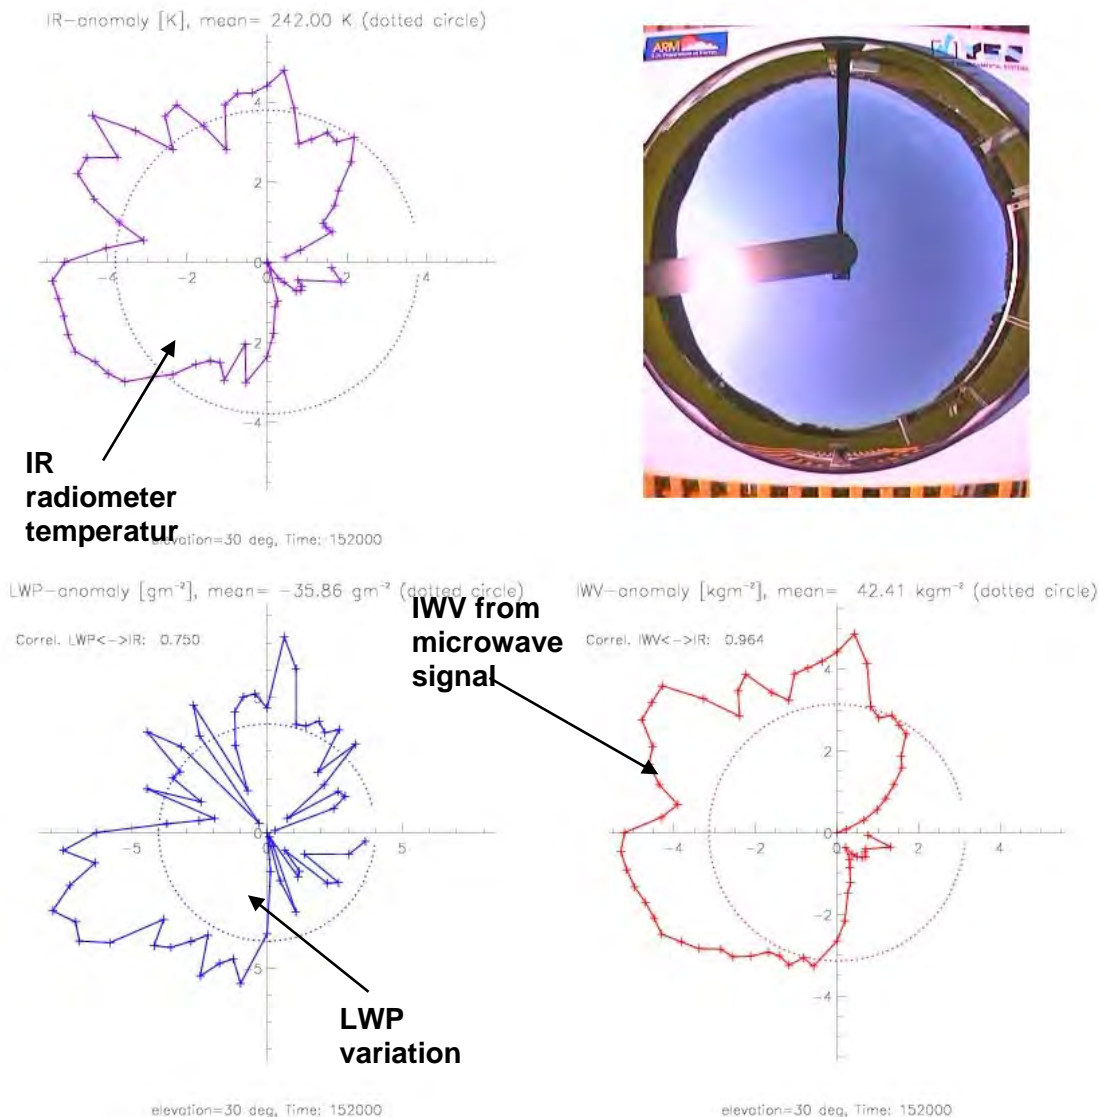 IR-anomaly [K], mean= 242.00 K (dotted circle)
ARM
4
2
-4
-2
0
2
4
2
-4
IR
radiometer
temperatur
elevation=30 deg, Time: 152000
LWP-anomaly [gm⁻²], mean= -35.86 gm⁻² (dotted circle)
Correl. LWP<->IR: 0.750
-5
0
5
5
LWP
variation
elevation=30 deg, Time: 152000
IWV-anomaly [kgm⁻²], mean= 42.41 kgm⁻² (dotted circle)
IWV from
microwave
signal
Correl. IWV<->IR: 0.964
4
2
-4
-2
0
2
4
-2
-4
elevation=30 deg, Time: 152000